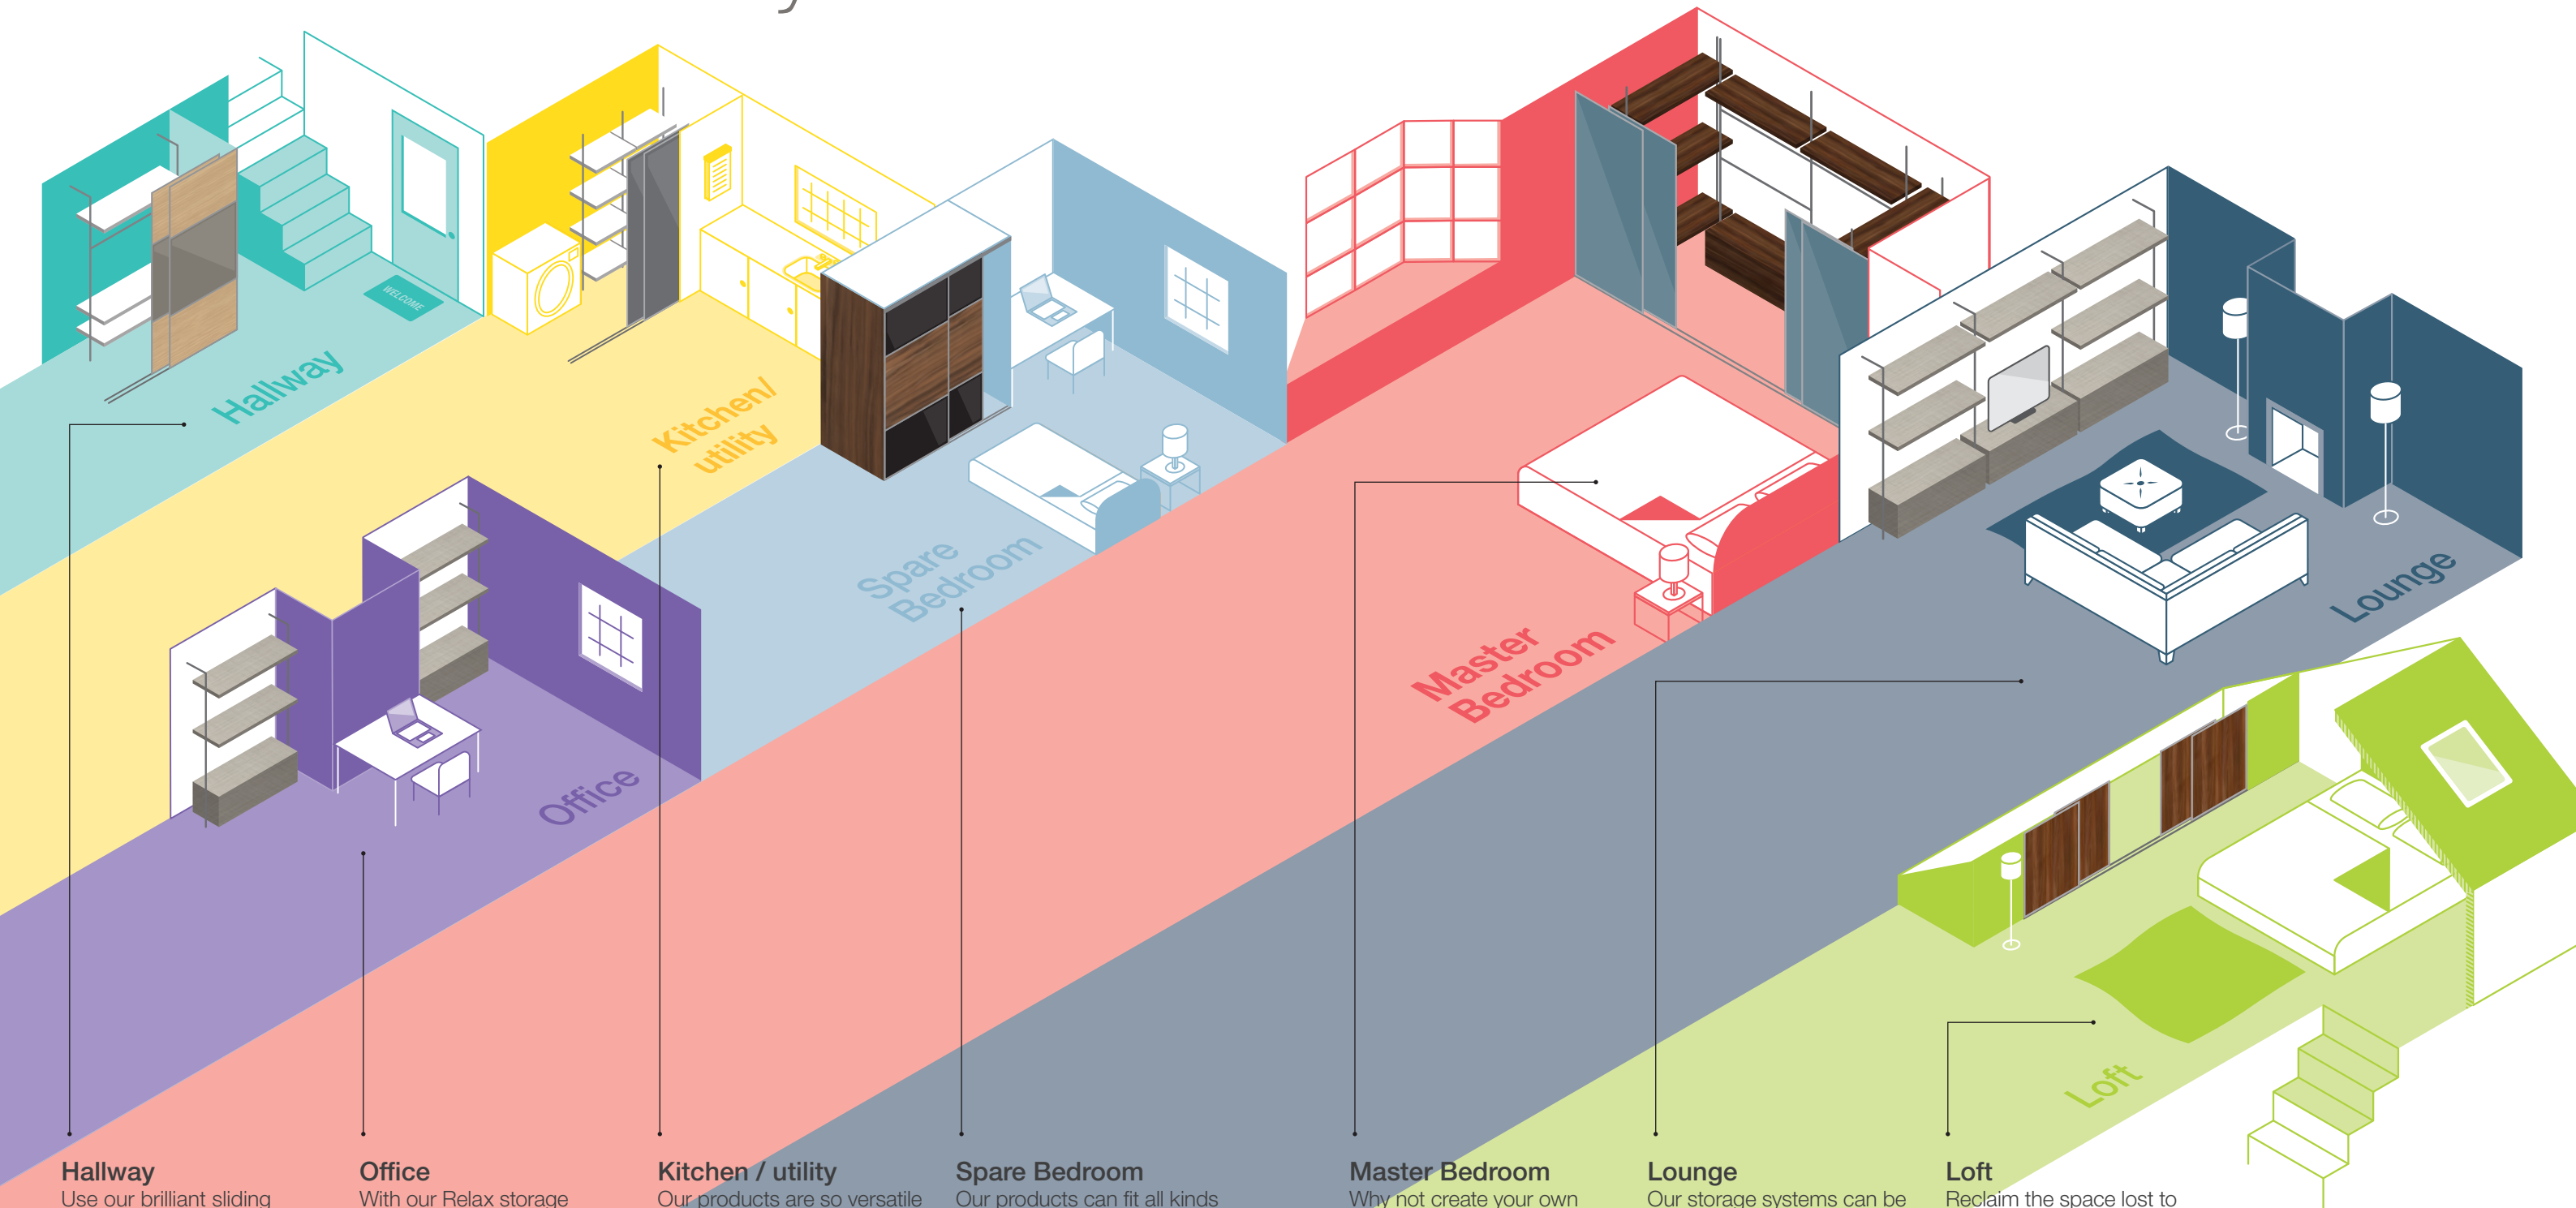 WELCOME
Hallway
Kitchen/
utility
Spare
Bedroom
Office
Master
Bedroom
Lounge
Loft
Hallway
Use our brilliant sliding
Office
With our Relax storage
Kitchen / utility
Our products are so versatile
Spare Bedroom
Our products can fit all kinds
Master Bedroom
Why not create your own
Lounge
Our storage systems can be
Loft
Reclaim the space lost to